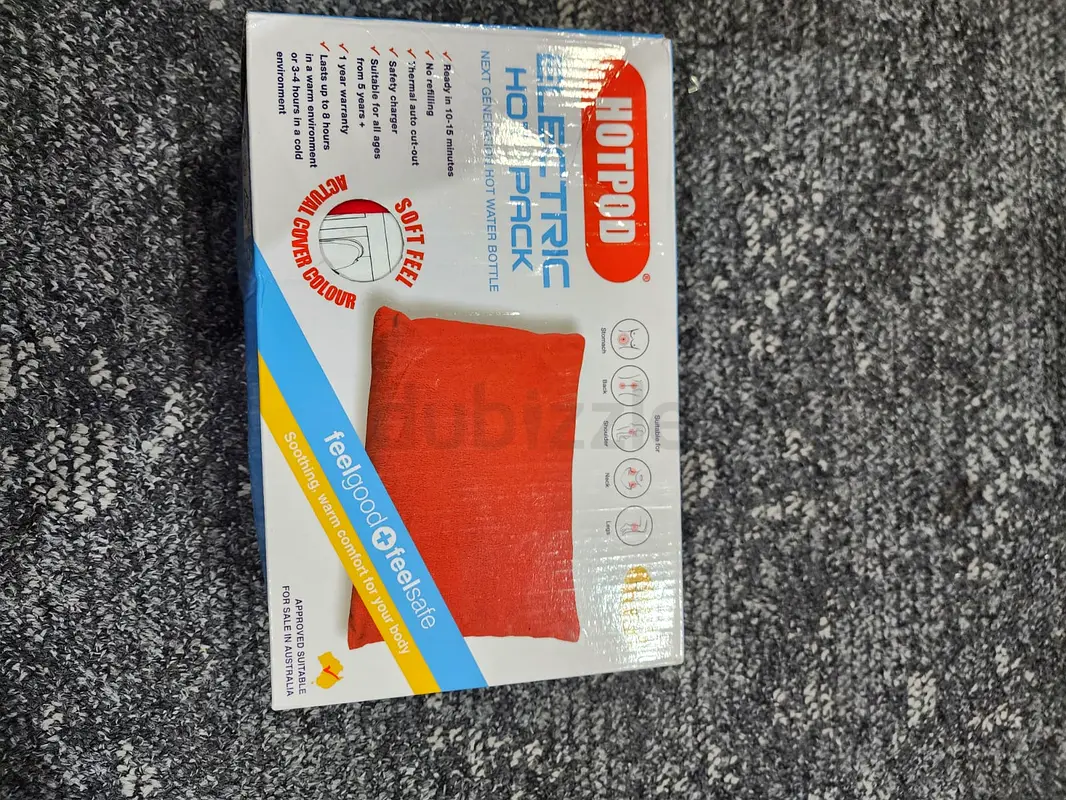 HOTPOD
®
ELECTRIC
HOT PACK
NEXT GENERATION HOT WATER BOTTLE
✓ Ready in 10-15 minutes
✓ No refilling
✓ Thermal auto cut-out
✓ Safety charger
✓ Suitable for all ages
from 5 years +
✓ 1 year warranty
✓ Lasts up to 8 hours
in a warm environment
or 3-4 hours in a cold
environment
SOFT FEEL
ACTUAL COVER COLOUR
Suitable for
Stomach
Back
Shoulder
Neck
Legs
feelgood+feelsafe
Soothing, warm comfort for your body
APPROVED SUITABLE
FOR SALE IN AUSTRALIA
dubizzle